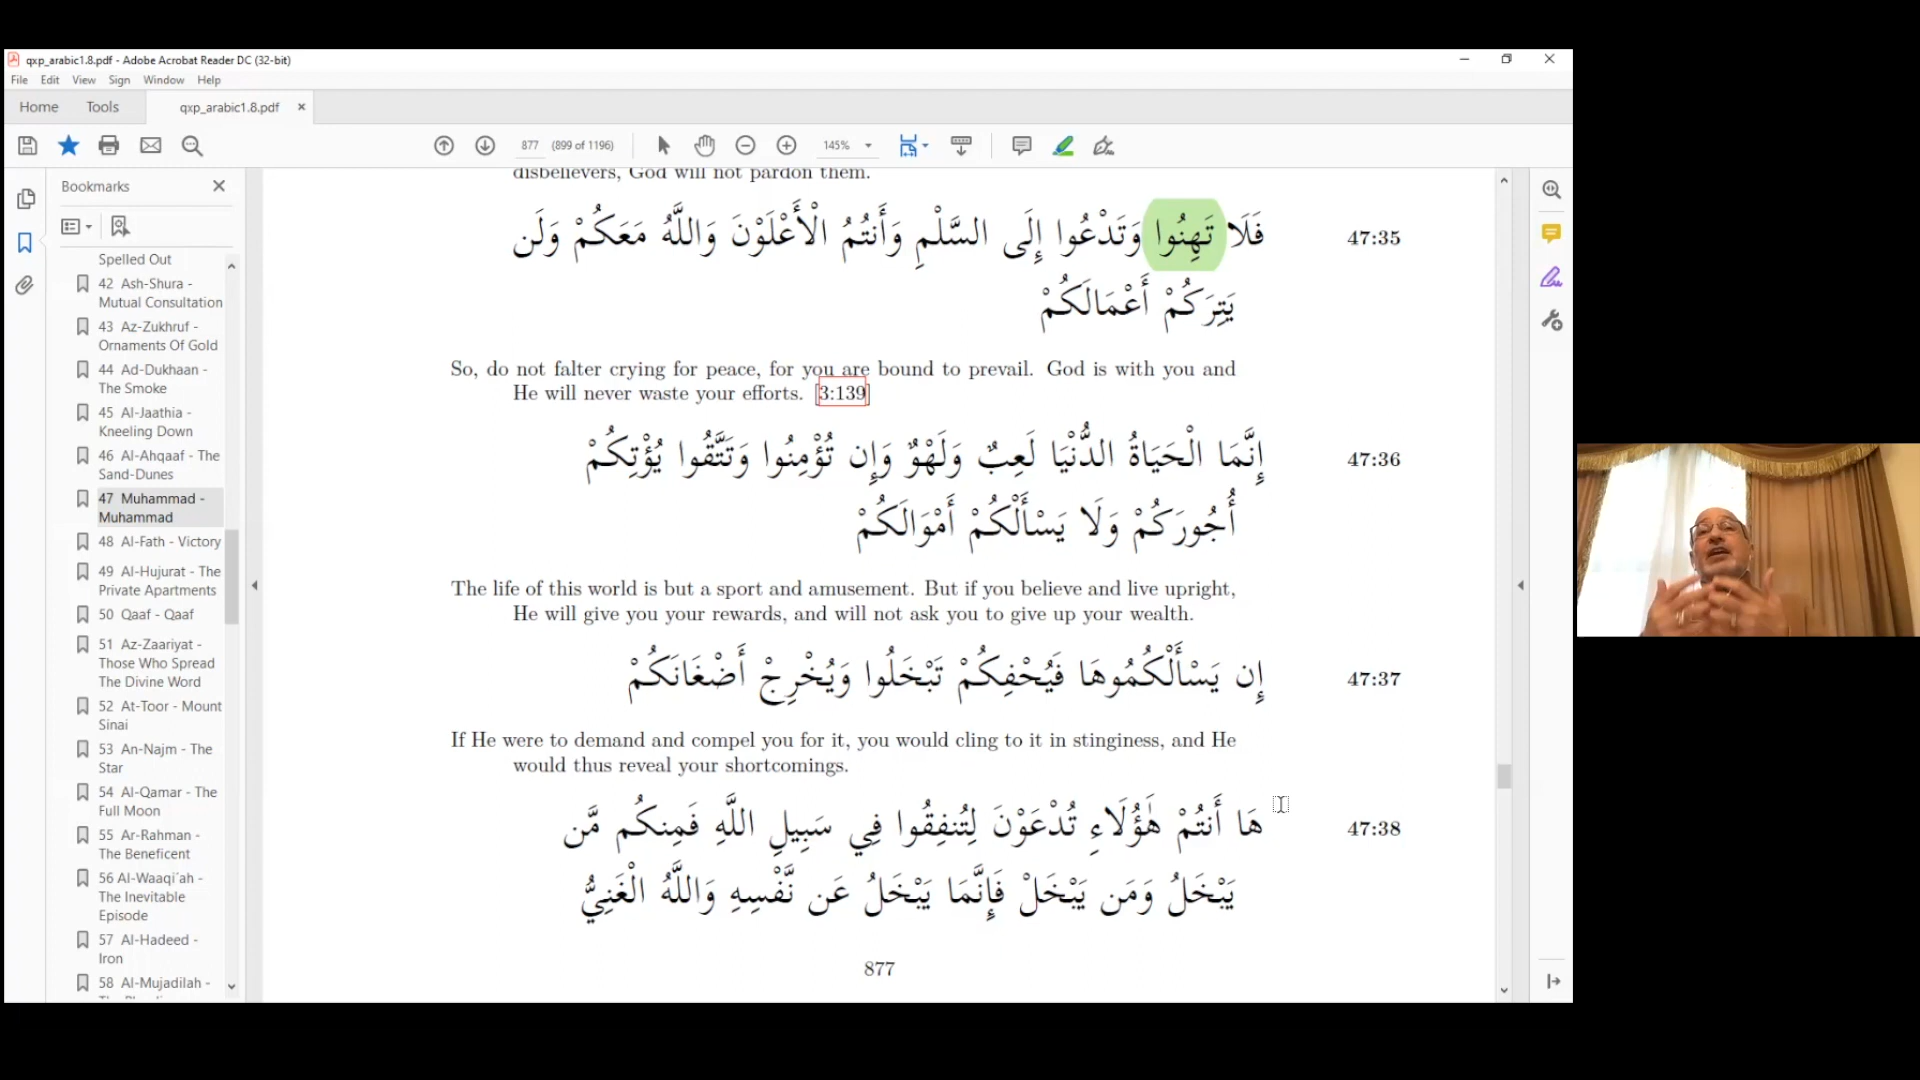 qxp_arabic1.8.pdf - Adobe Acrobat Reader DC (32-bit)
File Edit View Sign Window Help
Home Tools qxp_arabic1.8.pdf ×
877 (899 of 1196) 145%
Bookmarks
Spelled Out
42 Ash-Shura -
Mutual Consultation
43 Az-Zukhruf -
Ornaments Of Gold
44 Ad-Dukhaan -
The Smoke
45 Al-Jaathia -
Kneeling Down
46 Al-Ahqaaf - The
Sand-Dunes
47 Muhammad -
Muhammad
48 Al-Fath - Victory
49 Al-Hujurat - The
Private Apartments
50 Qaaf - Qaaf
51 Az-Zaariyat -
Those Who Spread
The Divine Word
52 At-Toor - Mount
Sinai
53 An-Najm - The
Star
54 Al-Qamar - The
Full Moon
55 Ar-Rahman -
The Beneficent
56 Al-Waaqi´ah -
The Inevitable
Episode
57 Al-Hadeed -
Iron
58 Al-Mujadilah -
disbelievers, God will not pardon them.
47:35
فَلَا تَهِنُوا وَتَدْعُوا إِلَى السَّلْمِ وَأَنتُمُ الْأَعْلَوْنَ وَاللَّهُ مَعَكُمْ وَلَن
يَتِرَكُمْ أَعْمَالَكُمْ
So, do not falter crying for peace, for you are bound to prevail. God is with you and
He will never waste your efforts. [3:139]
47:36
إِنَّمَا الْحَيَاةُ الدُّنْيَا لَعِبٌ وَلَهْوٌ وَإِن تُؤْمِنُوا وَتَتَّقُوا يُؤْتِكُمْ
أُجُورَكُمْ وَلَا يَسْأَلْكُمْ أَمْوَالَكُمْ
The life of this world is but a sport and amusement. But if you believe and live upright,
He will give you your rewards, and will not ask you to give up your wealth.
47:37
إِن يَسْأَلْكُمُوهَا فَيُحْفِكُمْ تَبْخَلُوا وَيُخْرِجْ أَضْغَانَكُمْ
If He were to demand and compel you for it, you would cling to it in stinginess, and He
would thus reveal your shortcomings.
47:38
هَا أَنتُمْ هَٰؤُلَاءِ تُدْعَوْنَ لِتُنفِقُوا فِي سَبِيلِ اللَّهِ فَمِنكُم مَّن
يَبْخَلُ وَمَن يَبْخَلْ فَإِنَّمَا يَبْخَلُ عَن نَّفْسِهِ وَاللَّهُ الْغَنِيُّ
877